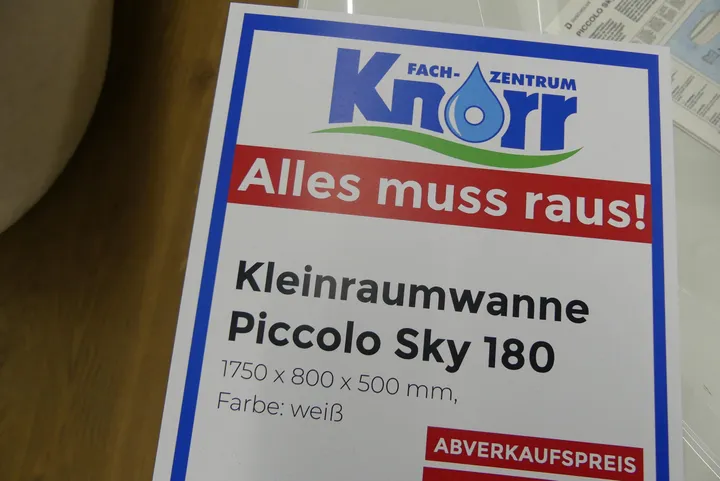 FACH-ZENTRUM
Knorr
Alles muss raus!
Kleinraumwanne
Piccolo Sky 180
1750 x 800 x 500 mm,
Farbe: weiß
ABVERKAUFSPREIS